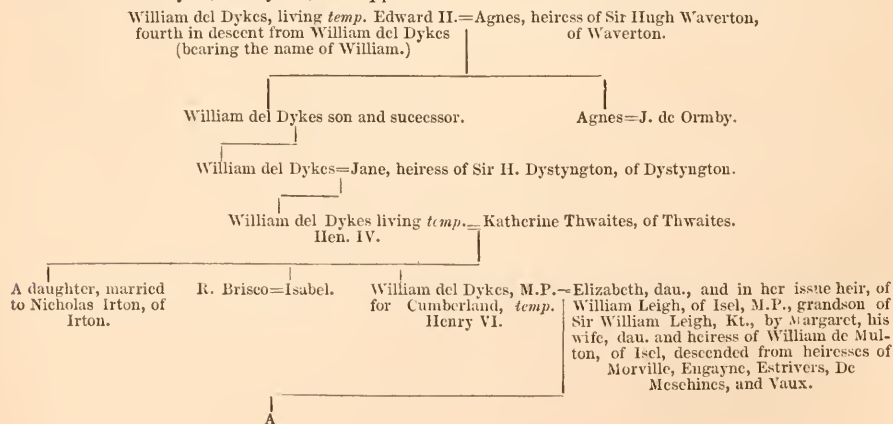 William del Dykes, living temp. Edward II.=Agnes, heiress of Sir Hugh Waverton,
fourth in descent from William del Dykes of Waverton.
(bearing the name of William.)
William del Dykes son and successor. Agnes=J. de Ormby.
William del Dykes=Jane, heiress of Sir H. Dystyngton, of Dystyngton.
William del Dykes living temp.=Katherine Thwaites, of Thwaites.
Hen. IV.
A daughter, married
to Nicholas Irton, of
Irton.
R. Brisco=Isabel.
William del Dykes, M.P.=
for Cumberland, temp.
Henry VI.
Elizabeth, dau., and in her issue heir, of
William Leigh, of Isel, M.P., grandson of
Sir William Leigh, Kt., by Margaret, his
wife, dau. and heiress of William de Mul-
ton, of Isel, descended from heiresses of
Morville, Engayne, Estrivers, De
Meschines, and Vaux.
A